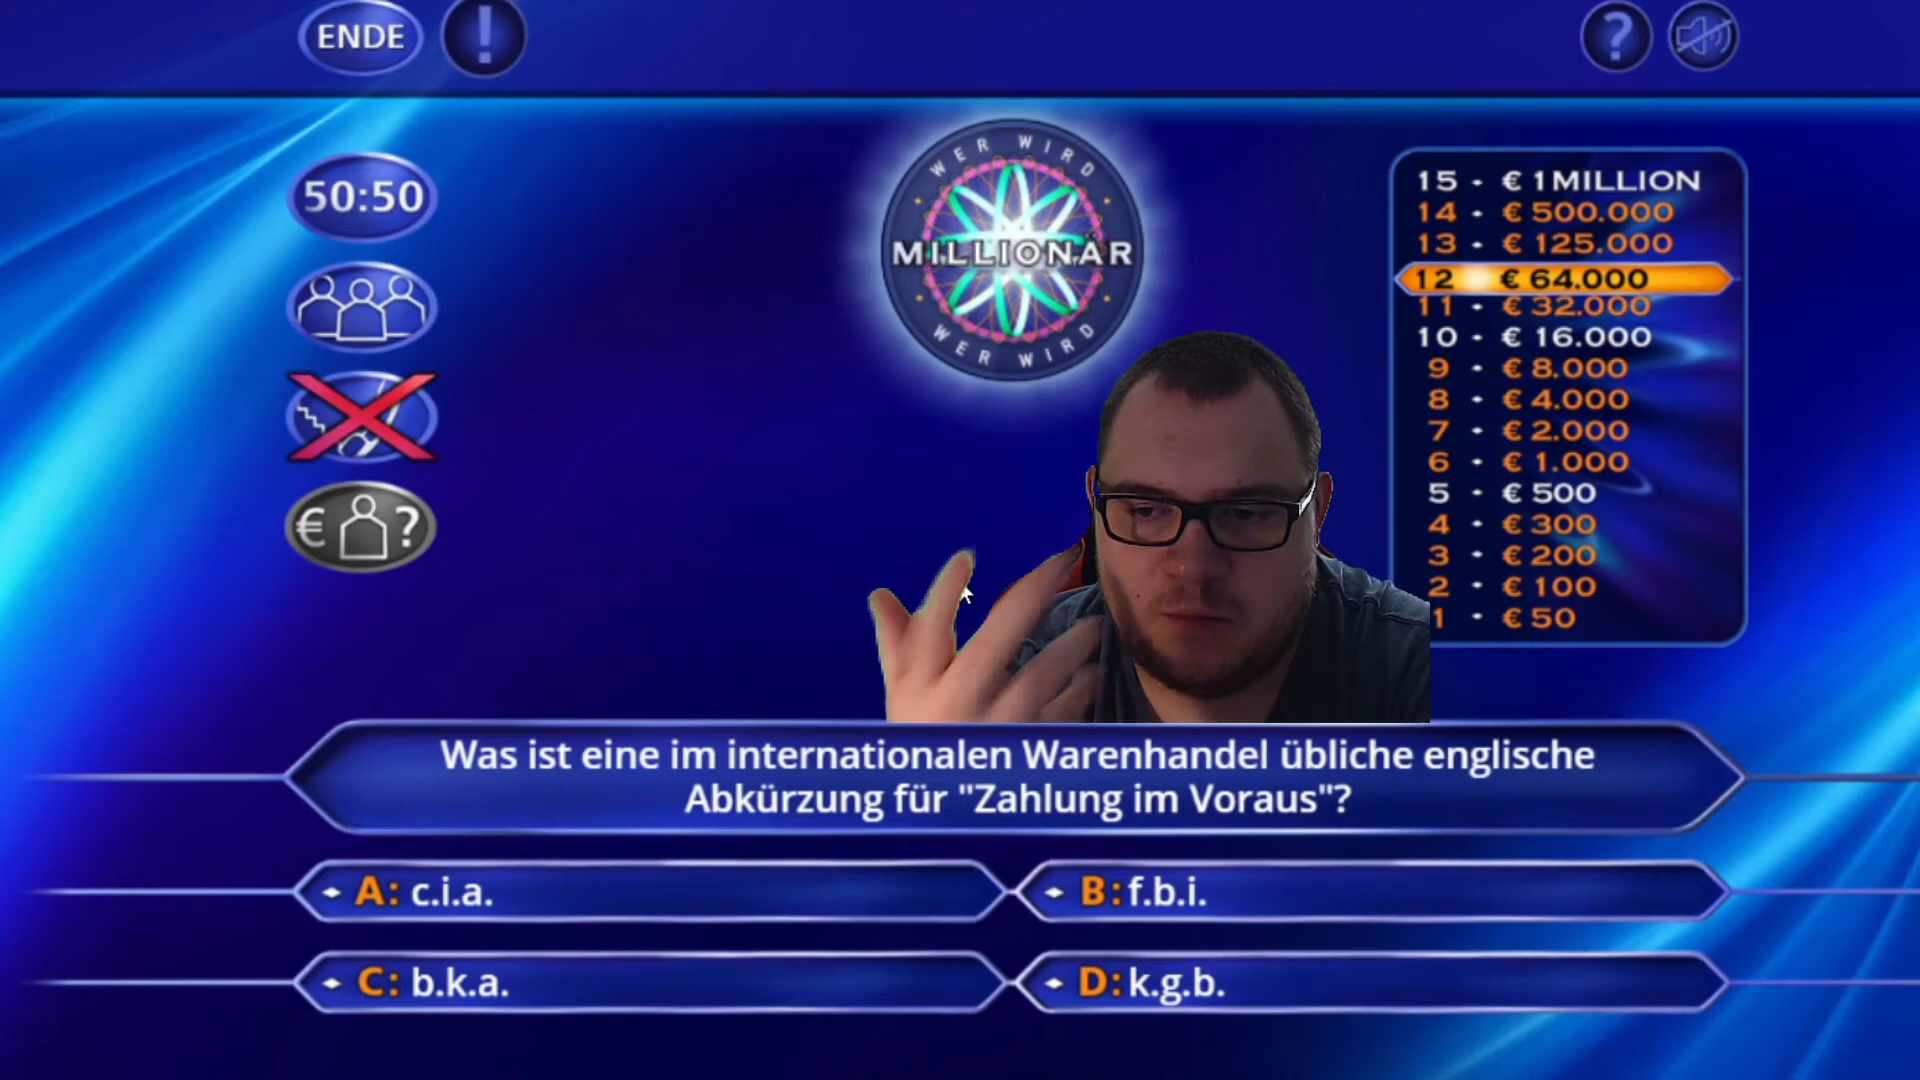 ENDE !
?
50:50
€ ?
WER WIRD
MILLIONÄR
WER WIRD
15 · € 1 MILLION
14 · € 500.000
13 · € 125.000
12 € 64.000
11 · € 32.000
10 · € 16.000
9 · € 8.000
8 · € 4.000
7 · € 2.000
6 · € 1.000
5 · € 500
4 · € 300
3 · € 200
2 · € 100
1 · € 50
Was ist eine im internationalen Warenhandel übliche englische
Abkürzung für "Zahlung im Voraus"?
A: c.i.a.
B: f.b.i.
C: b.k.a.
D: k.g.b.